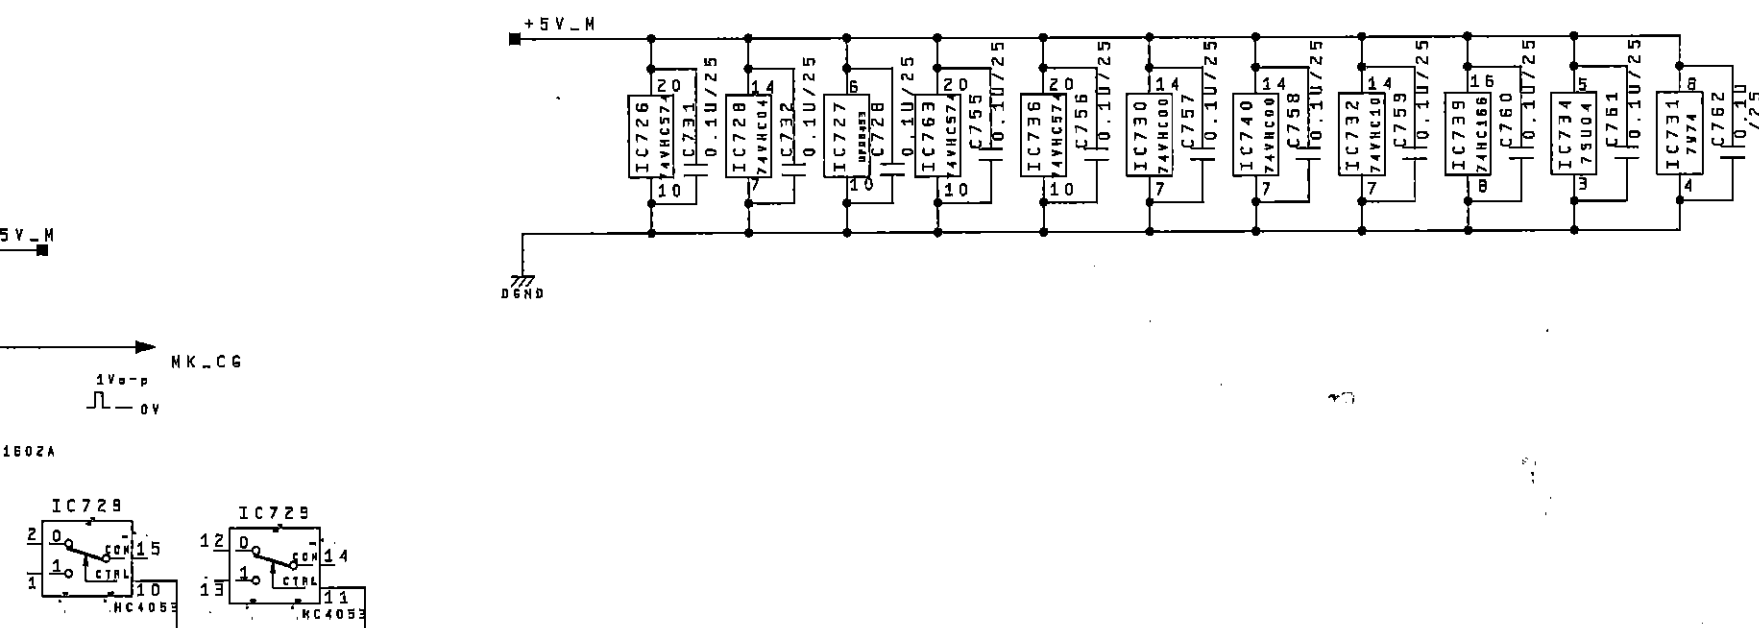 +5V_M
20
IC726
74VHC574
10
C731
0.1U/25
14
IC728
74VHC04
7
C732
0.1U/25
6
IC727
10
C728
0.1U/25
20
IC763
74VHC574
10
C755
0.1U/25
20
IC736
74VHC574
10
C756
0.1U/25
14
IC730
74VHC00
7
C757
0.1U/25
14
IC740
74VHC00
7
C758
0.1U/25
14
IC732
74VHC10
7
C759
0.1U/25
16
IC739
74HC166
8
C760
0.1U/25
5
IC734
7SU04
3
C761
0.1U/25
8
IC731
7W74
4
C762
0.1U
/25
5V_M
DGND
MK_CG
1Vp-p
0V
1602A
IC729
2
0
COM
15
1
1
CTRL
10
HC4053
IC729
12
0
COM
14
13
1
CTRL
11
HC4053